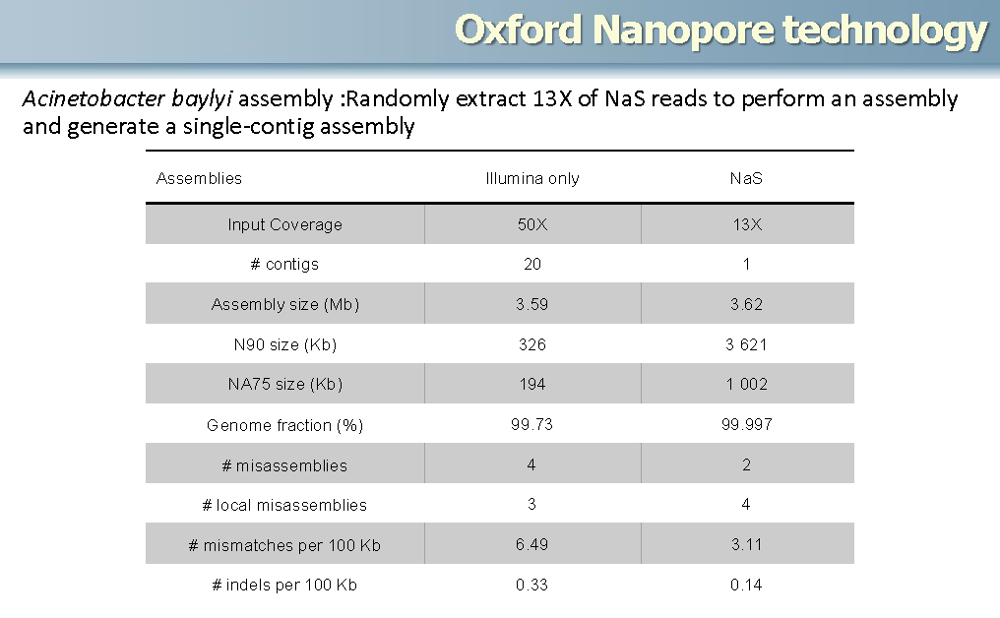 Oxford Nanopore technology
Acinetobacter baylyi assembly :Randomly extract 13X of NaS reads to perform an assembly
and generate a single-contig assembly
Assemblies Illumina only NaS
Input Coverage 50X 13X
# contigs 20 1
Assembly size (Mb) 3.59 3.62
N90 size (Kb) 326 3 621
NA75 size (Kb) 194 1 002
Genome fraction (%) 99.73 99.997
# misassemblies 4 2
# local misassemblies 3 4
# mismatches per 100 Kb 6.49 3.11
# indels per 100 Kb 0.33 0.14